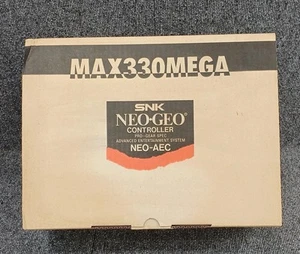 MAX330MEGA
SNK
NEO•GEO
CONTROLLER
PRO-GEAR SPEC
ADVANCED ENTERTAINMENT SYSTEM
NEO-AEC